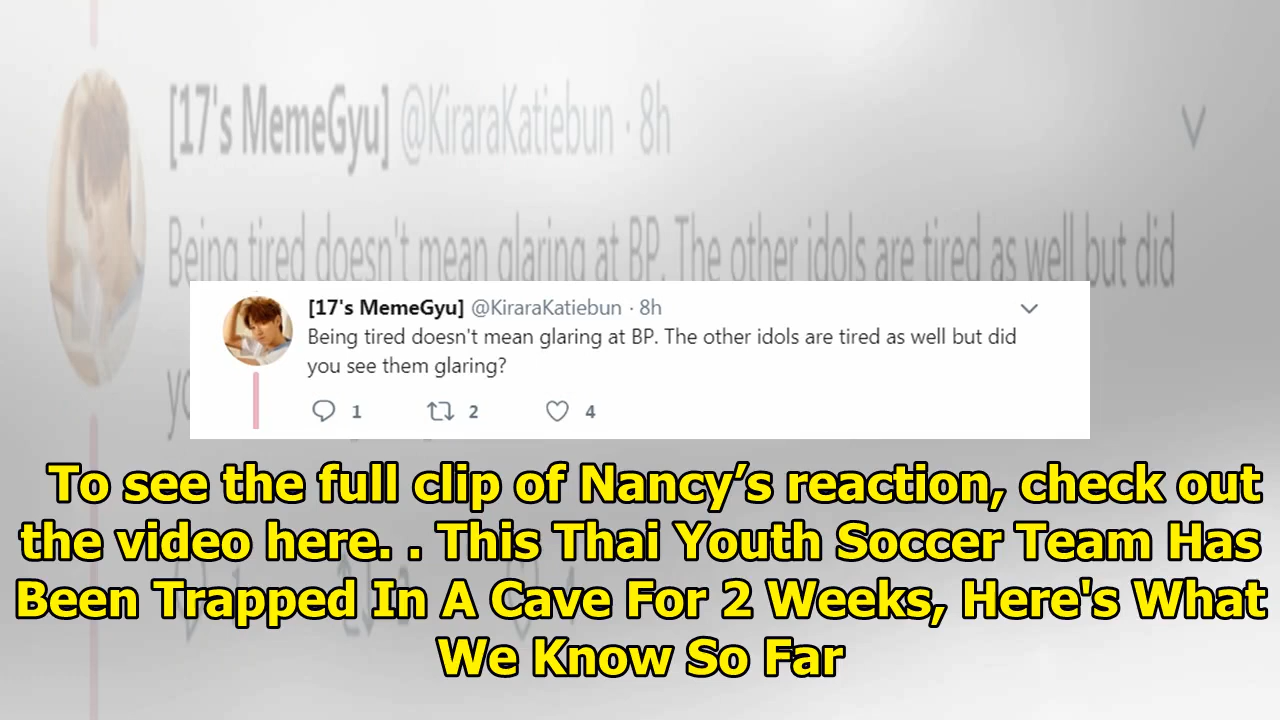 [17's MemeGyu] @KiraraKatiebun · 8h
Being tired doesn't mean glaring at BP. The other idols are tired as well but did
[17's MemeGyu] @KiraraKatiebun · 8h
Being tired doesn't mean glaring at BP. The other idols are tired as well but did
you see them glaring?
1 2 4
To see the full clip of Nancy’s reaction, check out
the video here. . This Thai Youth Soccer Team Has
Been Trapped In A Cave For 2 Weeks, Here's What
We Know So Far